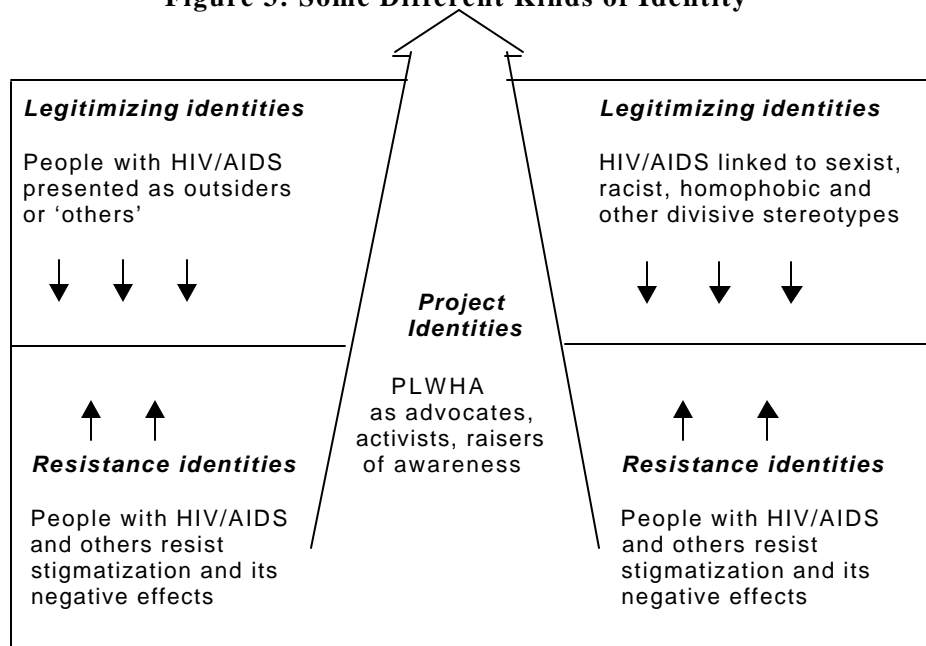 Figure 3: Some Different Kinds of Identity
Legitimizing identities
People with HIV/AIDS
presented as outsiders
or ‘others’
Legitimizing identities
HIV/AIDS linked to sexist,
racist, homophobic and
other divisive stereotypes
Project
Identities
PLWHA
as advocates,
activists, raisers
of awareness
Resistance identities
People with HIV/AIDS
and others resist
stigmatization and its
negative effects
Resistance identities
People with HIV/AIDS
and others resist
stigmatization and its
negative effects